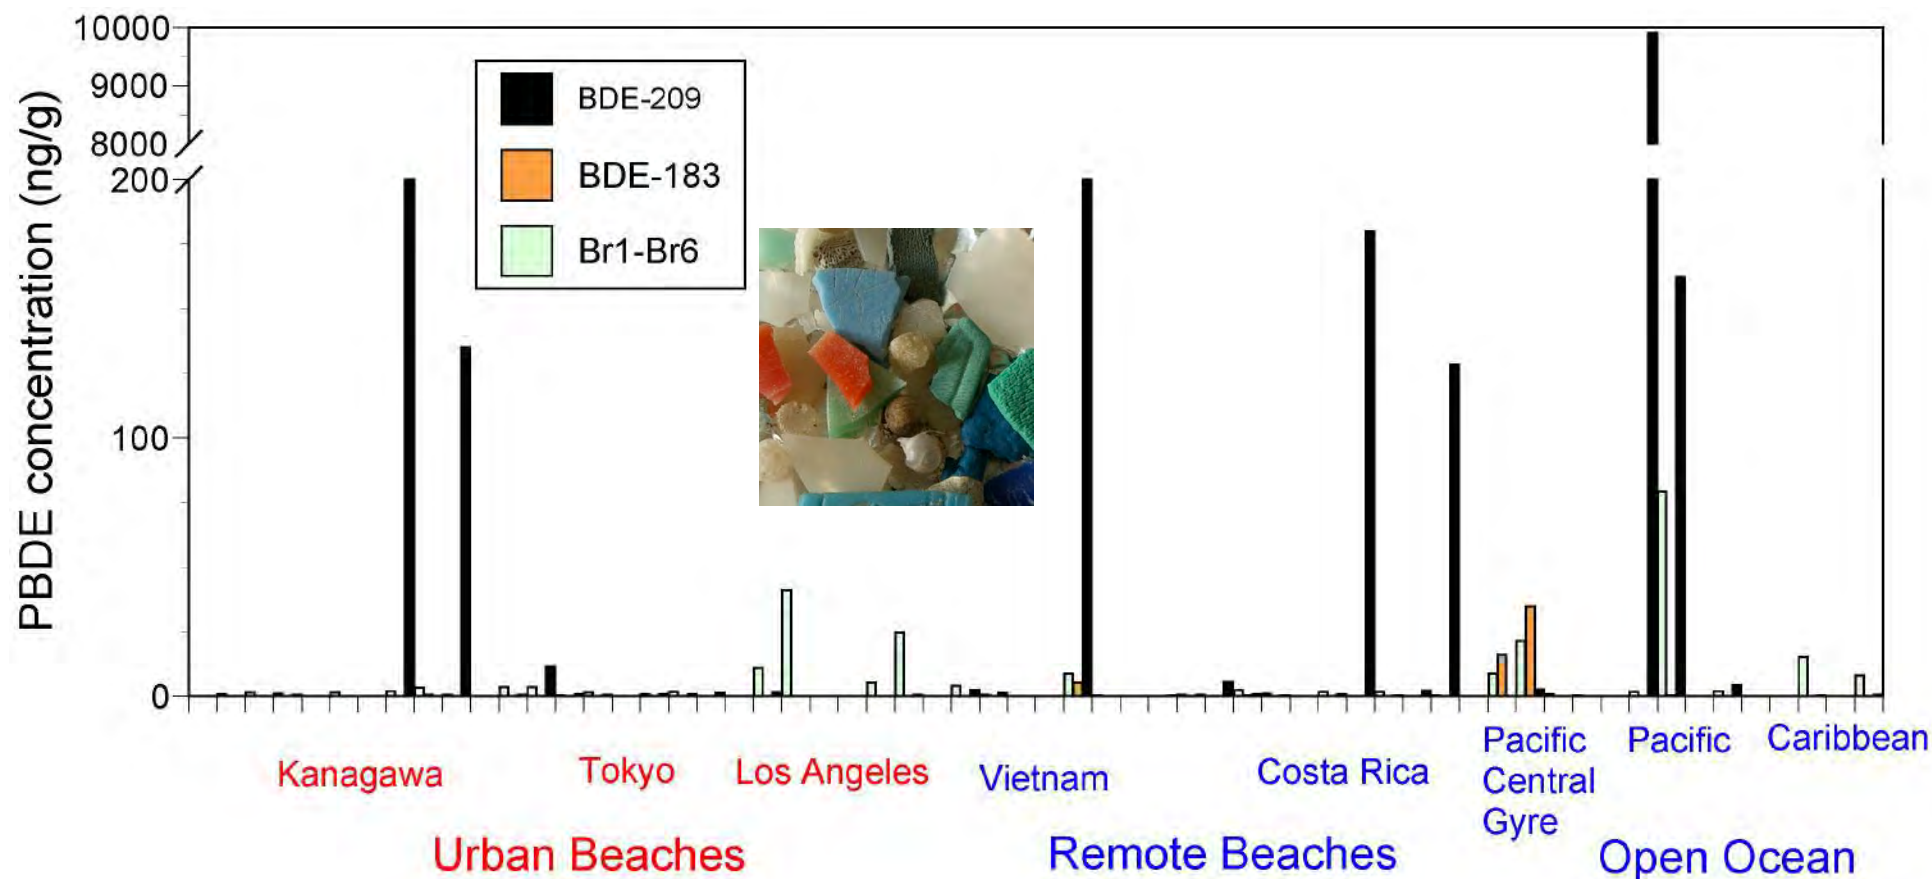 PBDE concentration (ng/g)
10000
9000
8000
200
100
0
BDE-209
BDE-183
Br1-Br6
Kanagawa
Tokyo
Los Angeles
Vietnam
Costa Rica
Pacific
Central
Gyre
Pacific
Caribbean
Urban Beaches
Remote Beaches
Open Ocean